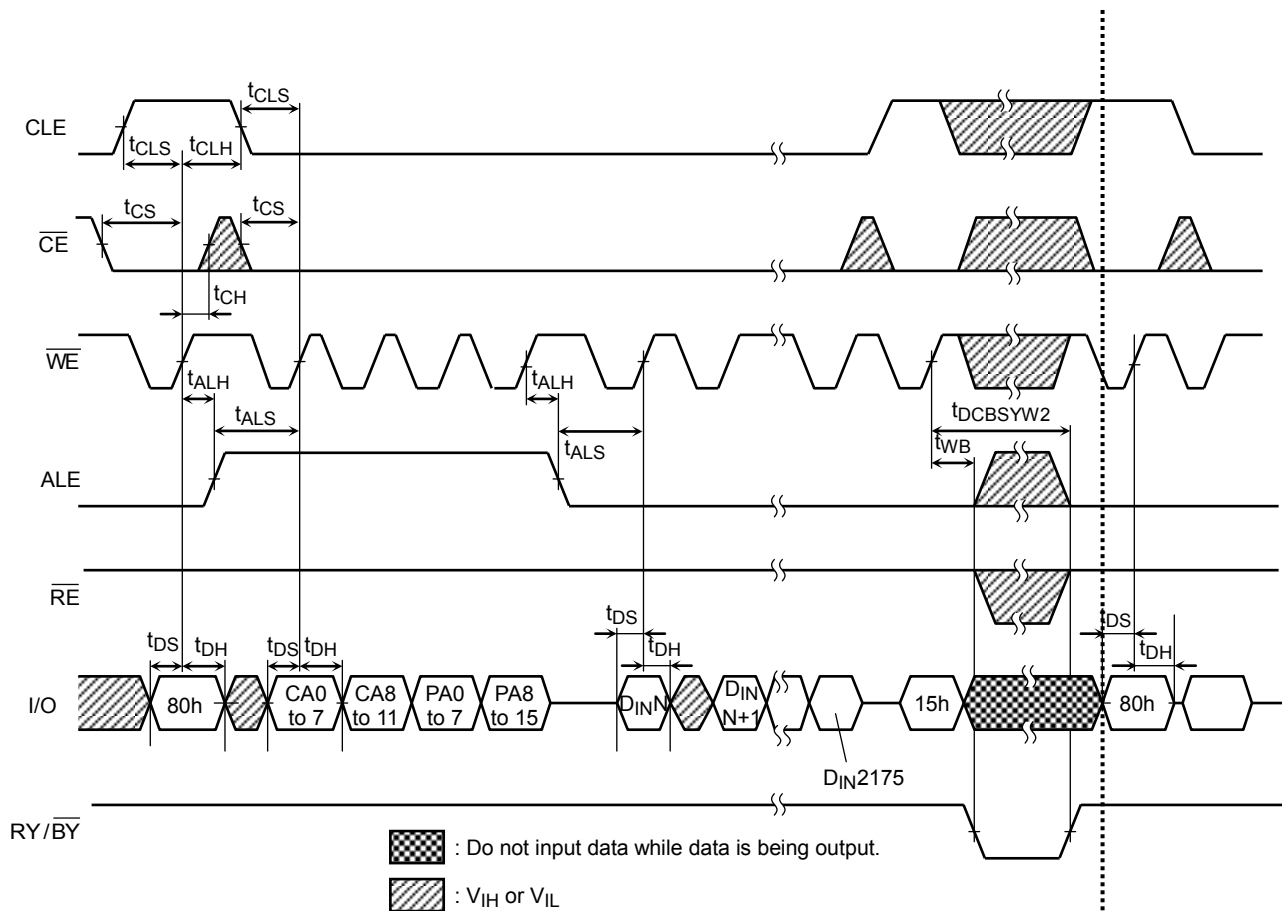 tCLS
CLE
tCLS tCLH
tCS tCS
CE
tCH
WE
tALH tALH
tALS tALS
tDCBSYW2
tWB
ALE
RE
tDS tDH tDS tDH tDS tDH DS tDH
I/O
80h
CA0 to 7
CA8 to 11
PA0 to 7
PA8 to 15
DINN
DIN N+1
15h
80h
DIN2175
RY/BY
: Do not input data while data is being output.
: VIH or VIL